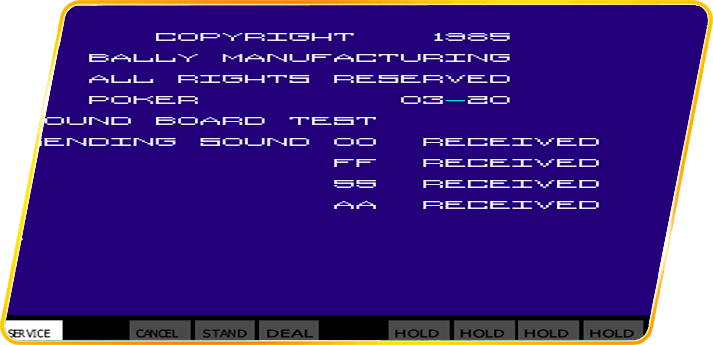 COPYRIGHT 1985
BALLY MANUFACTURING
ALL RIGHTS RESERVED
POKER 03-20
OUND BOARD TEST
ENDING SOUND 00 RECEIVED
FF RECEIVED
55 RECEIVED
AA RECEIVED
SERVICE CANCEL STAND DEAL HOLD HOLD HOLD HOLD